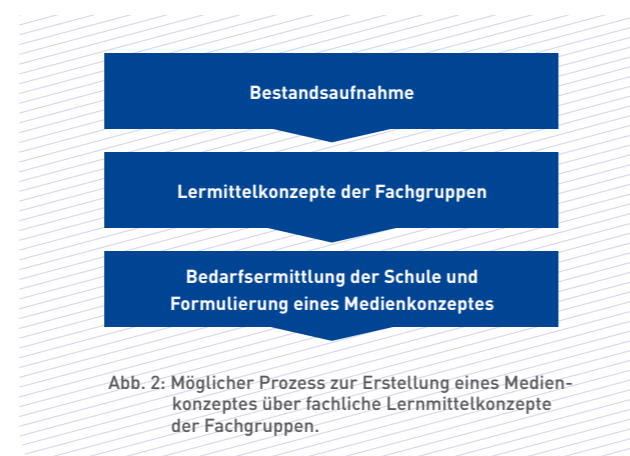 Bestandsaufnahme
Lermittelkonzepte der Fachgruppen
Bedarfsermittlung der Schule und
Formulierung eines Medienkonzeptes
Abb. 2: Möglicher Prozess zur Erstellung eines Medien-
konzeptes über fachliche Lernmittelkonzepte
der Fachgruppen.